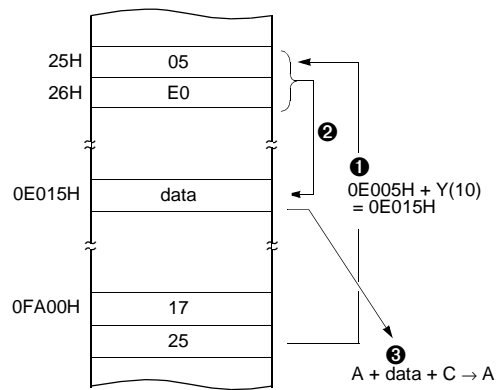 25H 05
26H E0
❷
❶
0E015H data
0E005H + Y(10)
= 0E015H
0FA00H 17
25
❸
A + data + C → A